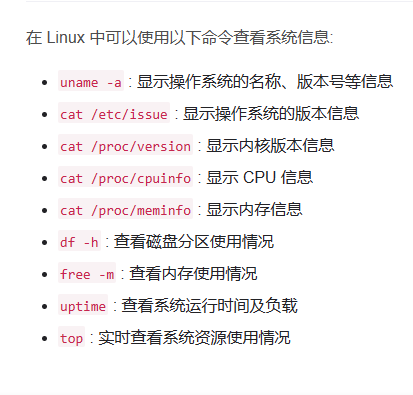 在 Linux 中可以使用以下命令查看系统信息:
• uname -a : 显示操作系统的名称、版本号等信息
• cat /etc/issue : 显示操作系统的版本信息
• cat /proc/version : 显示内核版本信息
• cat /proc/cpuinfo : 显示 CPU 信息
• cat /proc/meminfo : 显示内存信息
• df -h : 查看磁盘分区使用情况
• free -m : 查看内存使用情况
• uptime : 查看系统运行时间及负载
• top : 实时查看系统资源使用情况